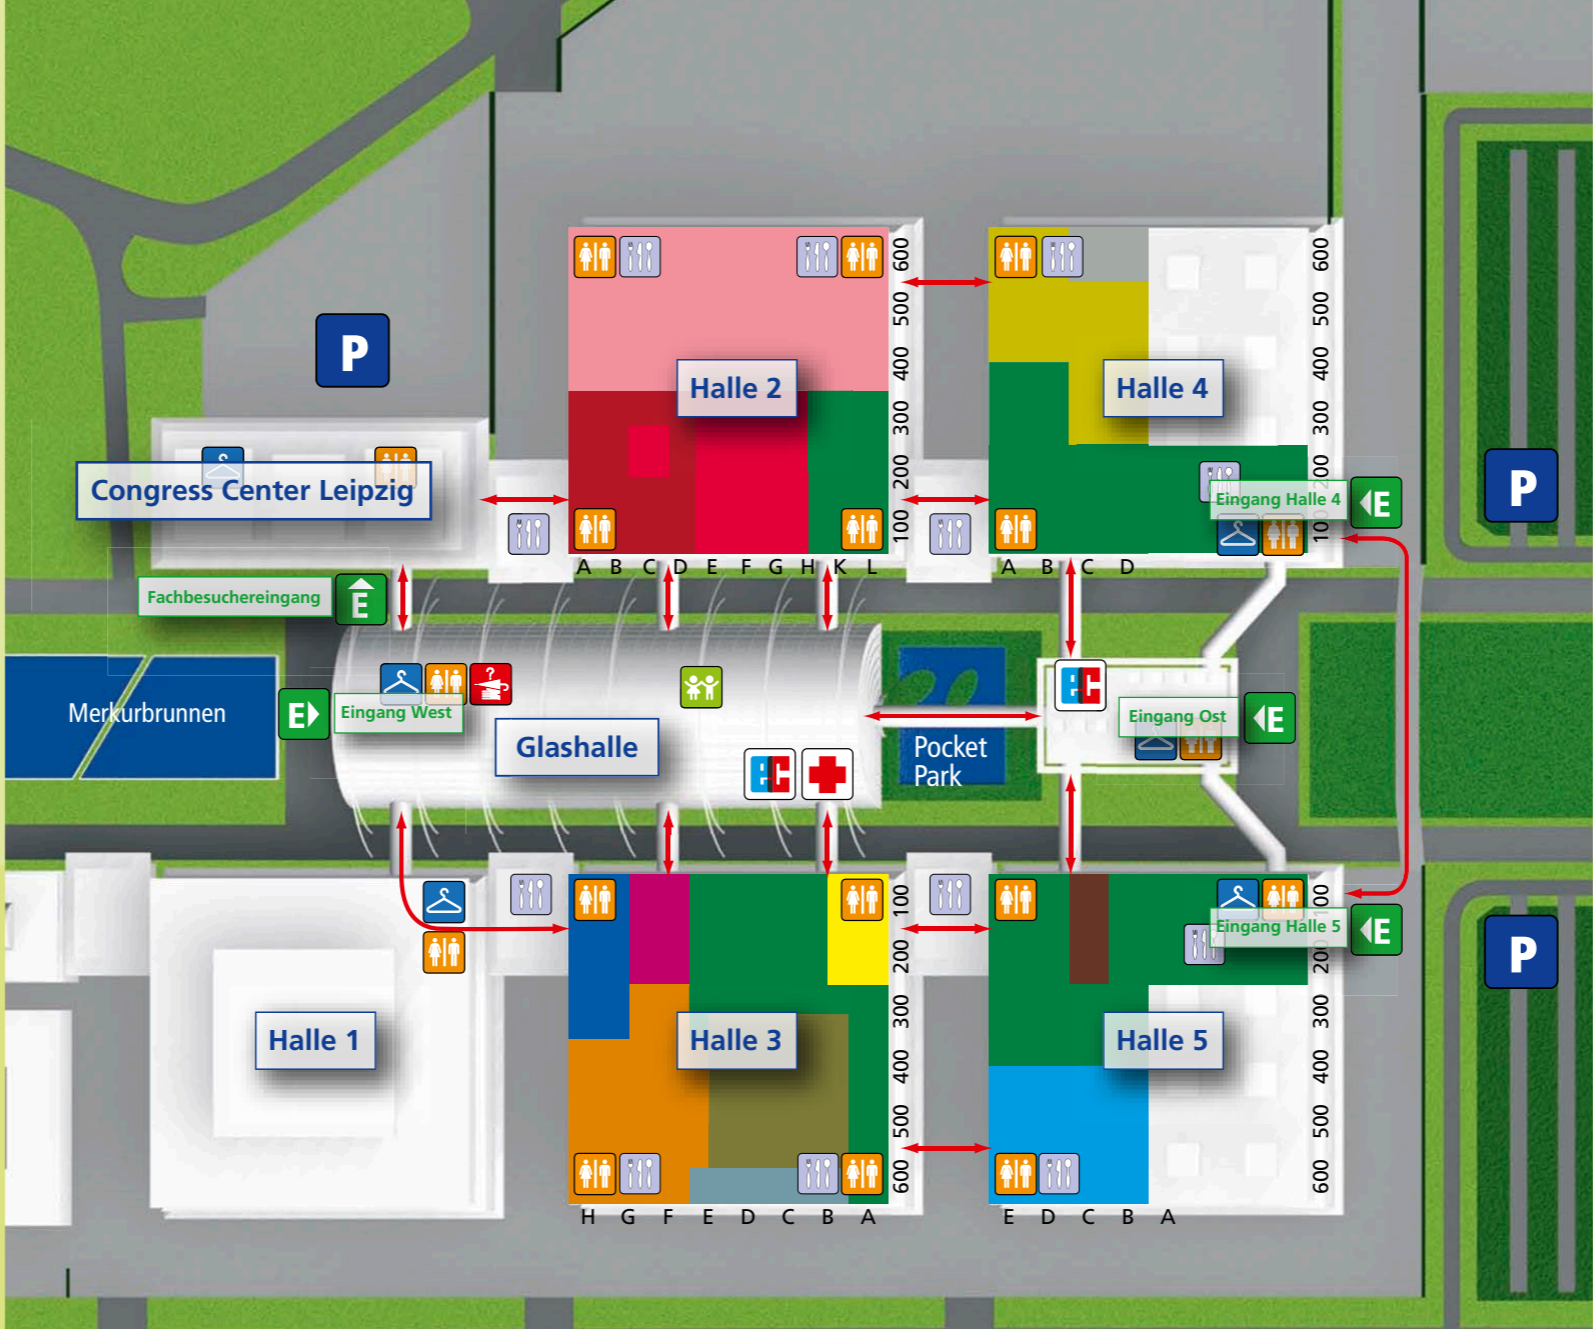 600
500
400
300
200
100
600
500
400
300
200
100
P
Halle 2
Halle 4
Congress Center Leipzig
Eingang Halle 4
E
P
A B C D E F G H K L
A B C D
Fachbesuchereingang
E
Merkurbrunnen
E
Eingang West
?
Glashalle
EC
EC
Eingang Ost
E
Pocket
Park
100
200
300
400
500
600
100
200
300
400
500
600
Eingang Halle 5
E
P
Halle 1
Halle 3
Halle 5
H G F E D C B A
E D C B A